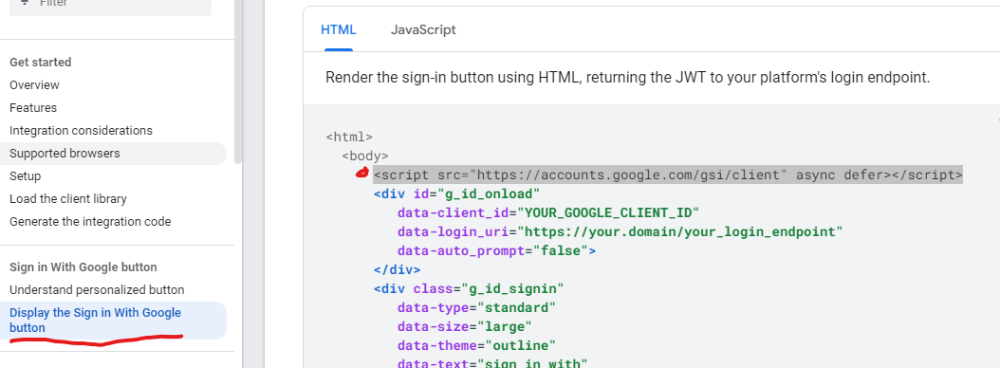 Filter
Get started
Overview
Features
Integration considerations
Supported browsers
Setup
Load the client library
Generate the integration code
Sign in With Google button
Understand personalized button
Display the Sign in With Google
button
HTML JavaScript
Render the sign-in button using HTML, returning the JWT to your platform's login endpoint.
<html>
<body>
<script src="https://accounts.google.com/gsi/client" async defer></script>
<div id="g_id_onload"
data-client_id="YOUR_GOOGLE_CLIENT_ID"
data-login_uri="https://your.domain/your_login_endpoint"
data-auto_prompt="false">
</div>
<div class="g_id_signin"
data-type="standard"
data-size="large"
data-theme="outline"
data-text="sign_in_with"